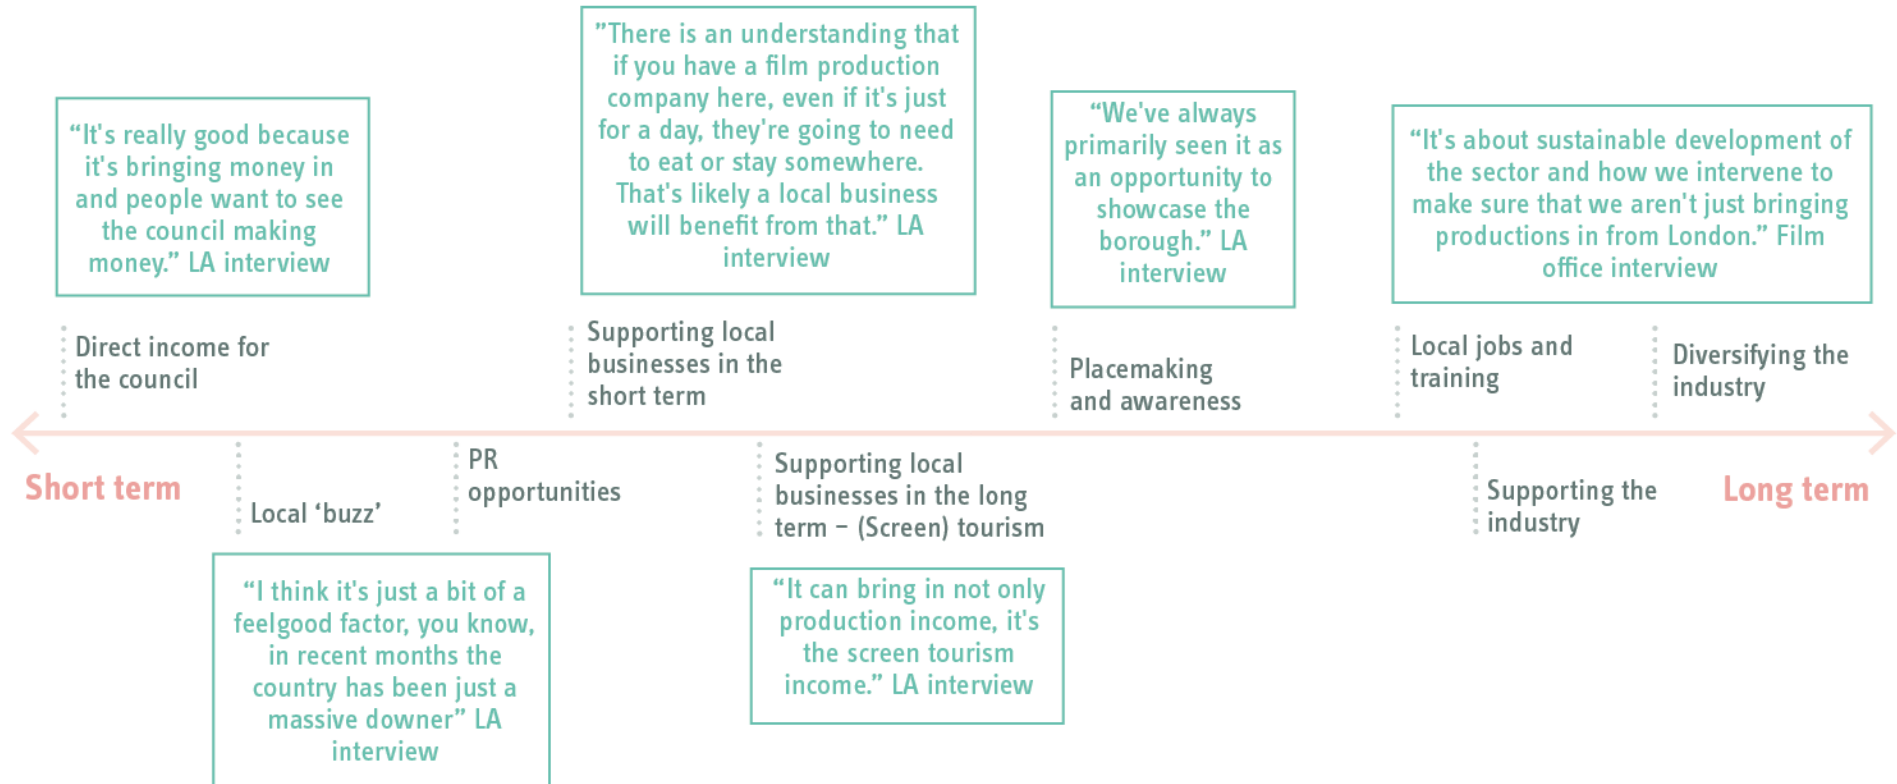 ”There is an understanding that
if you have a film production
company here, even if it's just
for a day, they're going to need
to eat or stay somewhere.
That's likely a local business
will benefit from that.” LA
interview
“It's really good because
it's bringing money in
and people want to see
the council making
money.” LA interview
“We've always
primarily seen it as
an opportunity to
showcase the
borough.” LA
interview
“It's about sustainable development of
the sector and how we intervene to
make sure that we aren't just bringing
productions in from London.” Film
office interview
Direct income for
the council
Supporting local
businesses in the
short term
Placemaking
and awareness
Local jobs and
training
Diversifying the
industry
Short term
Local ‘buzz’
PR
opportunities
Supporting local
businesses in the long
term – (Screen) tourism
Supporting the
industry
Long term
“I think it's just a bit of a
feelgood factor, you know,
in recent months the
country has been just a
massive downer” LA
interview
“It can bring in not only
production income, it's
the screen tourism
income.” LA interview